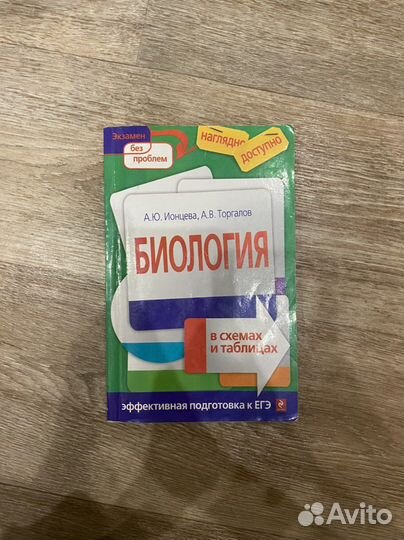 Экзамен
без
проблем
наглядно
доступно
А.Ю. Ионцева, А.В. Торгалов
БИОЛОГИЯ
в схемах
и таблицах
эффективная подготовка к ЕГЭ
Avito